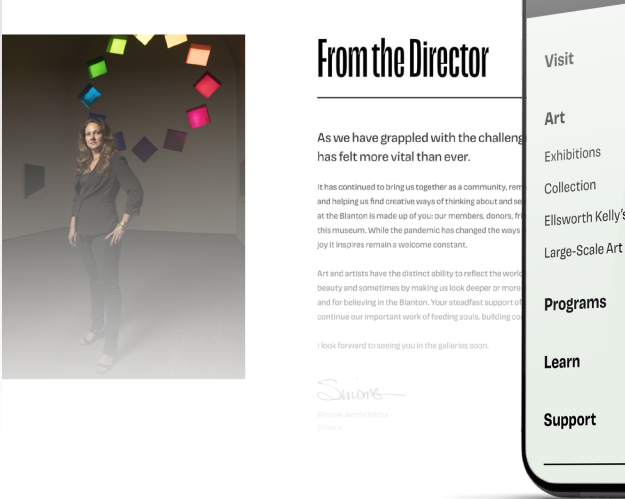 From the Director
As we have grappled with the challeng
has felt more vital than ever.
It has continued to bring us together as a community, rem
and helping us find creative ways of thinking about and se
at the Blanton is made up of you: our members, donors, fri
this museum. While the pandemic has changed the ways
joy it inspires remain a welcome constant.
Art and artists have the distinct ability to reflect the world
beauty and sometimes by making us look deeper or more
and for believing in the Blanton. Your steadfast support of
continue our important work of feeding souls, building co
I look forward to seeing you in the galleries soon.
Simone
Director
Visit
Art
Exhibitions
Collection
Ellsworth Kelly's
Large-Scale Art
Programs
Learn
Support